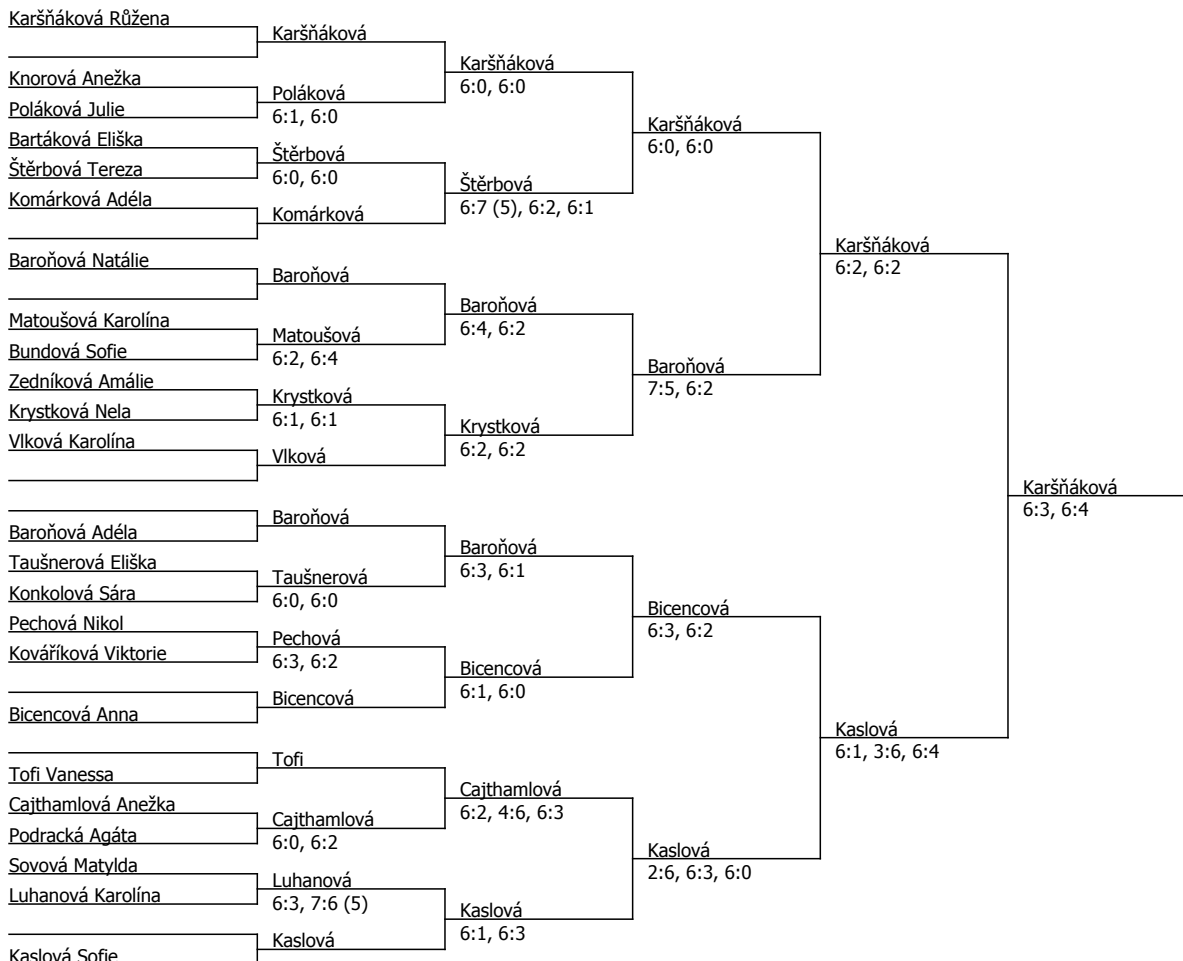 Karšňáková Růžena
Knorová Anežka
Poláková Julie
Bartáková Eliška
Štěrbová Tereza
Komárková Adéla
Baroňová Natálie
Matoušová Karolína
Bundová Sofie
Zedníková Amálie
Krystková Nela
Vlková Karolína
Baroňová Adéla
Taušnerová Eliška
Konkolová Sára
Pechová Nikol
Kováříková Viktorie
Bicencová Anna
Tofi Vanessa
Cajthamlová Anežka
Podracká Agáta
Sovová Matylda
Luhanová Karolína
Kaslová Sofie
Karšňáková
Poláková
6:1, 6:0
Štěrbová
6:0, 6:0
Komárková
Baroňová
Matoušová
6:2, 6:4
Krystková
6:1, 6:1
Vlková
Baroňová
Taušnerová
6:0, 6:0
Pechová
6:3, 6:2
Bicencová
Tofi
Cajthamlová
6:0, 6:2
Luhanová
6:3, 7:6 (5)
Kaslová
Karšňáková
6:0, 6:0
Štěrbová
6:7 (5), 6:2, 6:1
Baroňová
6:4, 6:2
Krystková
6:2, 6:2
Baroňová
6:3, 6:1
Bicencová
6:1, 6:0
Cajthamlová
6:2, 4:6, 6:3
Kaslová
6:1, 6:3
Karšňáková
6:0, 6:0
Baroňová
7:5, 6:2
Bicencová
6:3, 6:2
Kaslová
2:6, 6:3, 6:0
Karšňáková
6:2, 6:2
Kaslová
6:1, 3:6, 6:4
Karšňáková
6:3, 6:4